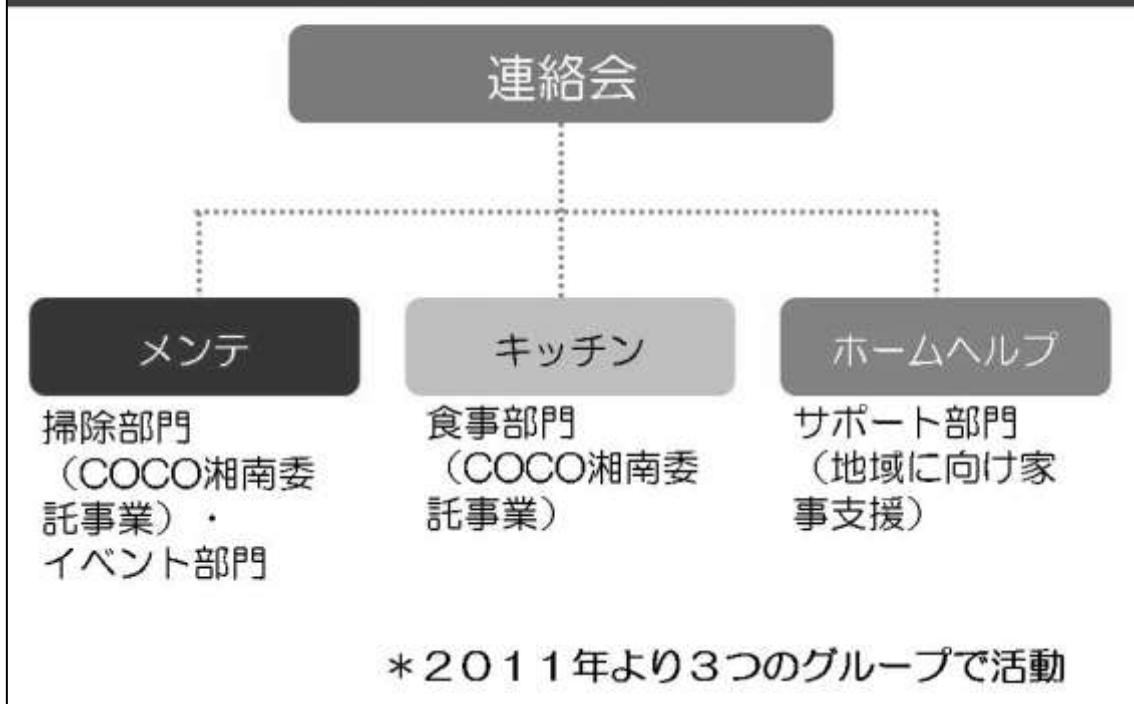 連絡会
メンテ
キッチン
ホームヘルプ
掃除部門
（COCO湘南委
託事業）・
イベント部門
食事部門
（COCO湘南委
託事業）
サポート部門
（地域に向け家
事支援）
＊２０１１年より３つのグループで活動